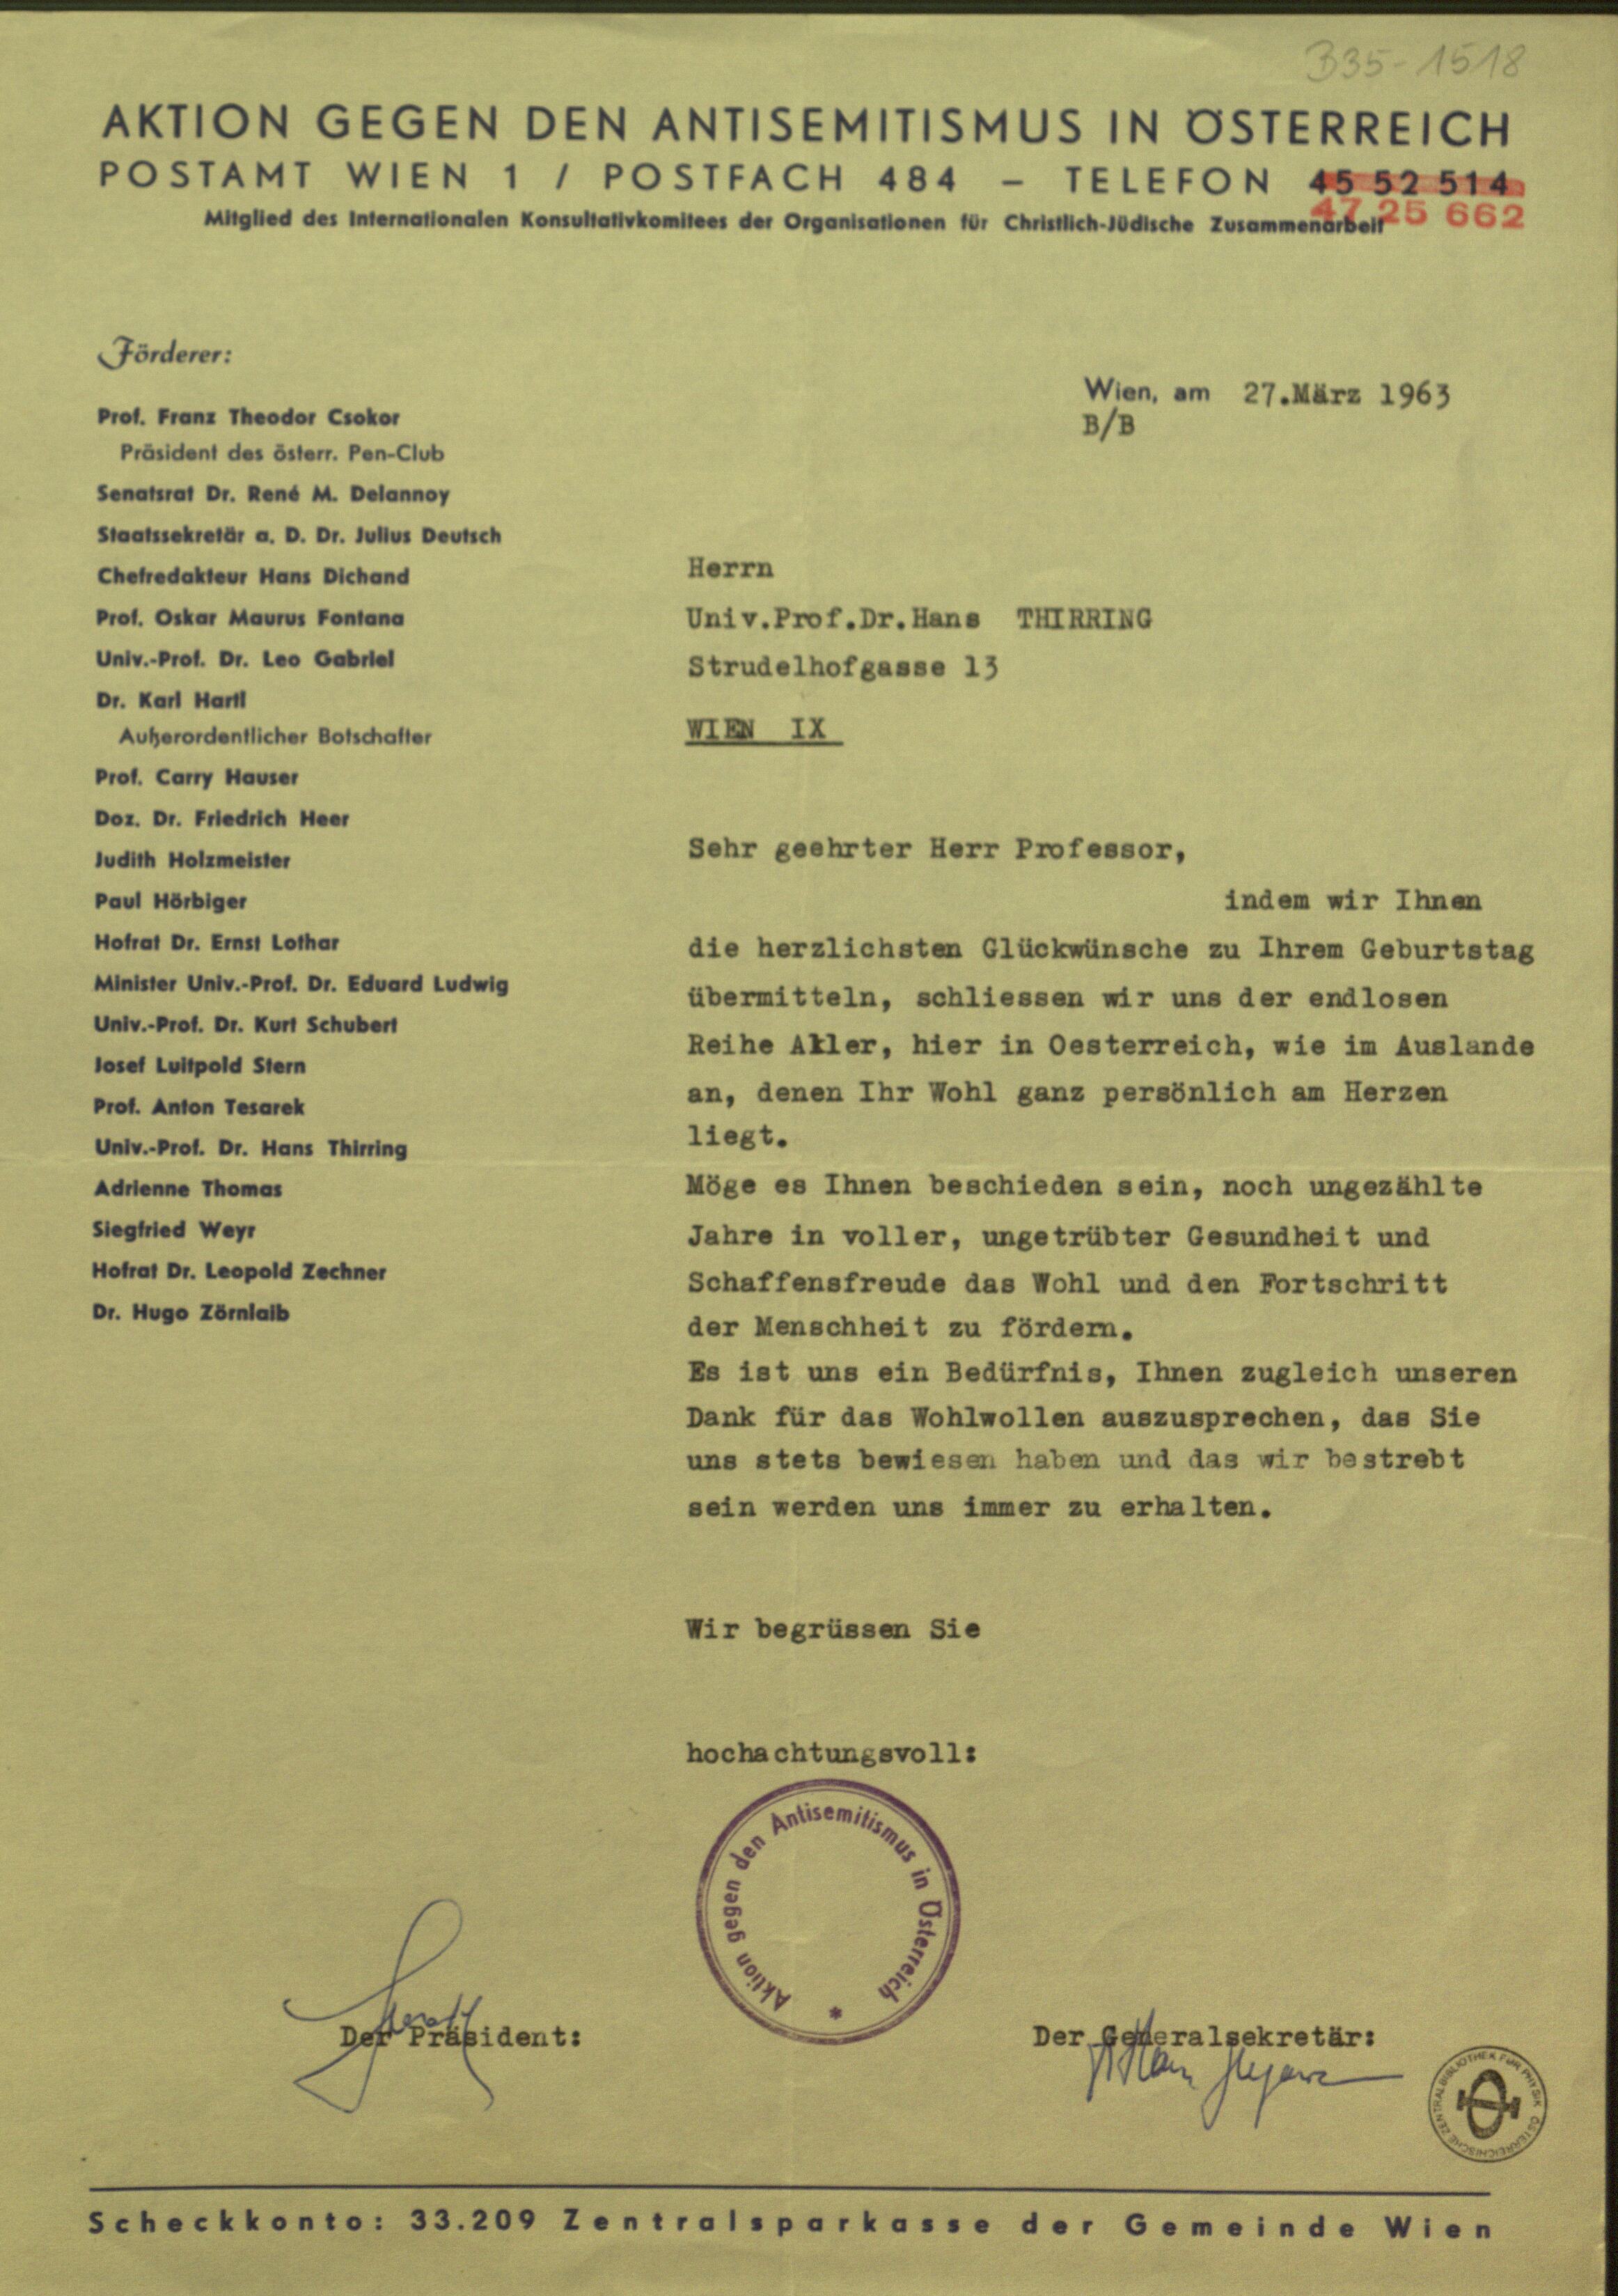 B35-1518
AKTION GEGEN DEN ANTISEMITISMUS IN ÖSTERREICH
POSTAMT WIEN 1 / POSTFACH 484 – TELEFON 45 52 514
47 25 662
Mitglied des Internationalen Konsultativkomitees der Organisationen für Christlich-Jüdische Zusammenarbeit
Förderer:
Prof. Franz Theodor Csokor
Präsident des österr. Pen-Club
Senatsrat Dr. René M. Delannoy
Staatssekretär a. D. Dr. Julius Deutsch
Chefredakteur Hans Dichand
Prof. Oskar Maurus Fontana
Univ.-Prof. Dr. Leo Gabriel
Dr. Karl Hartl
Außerordentlicher Botschafter
Prof. Carry Hauser
Doz. Dr. Friedrich Heer
Judith Holzmeister
Paul Hörbiger
Hofrat Dr. Ernst Lothar
Minister Univ.-Prof. Dr. Eduard Ludwig
Univ.-Prof. Dr. Kurt Schubert
Josef Luitpold Stern
Prof. Anton Tesarek
Univ.-Prof. Dr. Hans Thirring
Adrienne Thomas
Siegfried Weyr
Hofrat Dr. Leopold Zechner
Dr. Hugo Zörnlaib
Wien, am 27.März 1963
B/B
Herrn
Univ.Prof.Dr.Hans THIRRING
Strudelhofgasse 13
WIEN IX
Sehr geehrter Herr Professor,
indem wir Ihnen
die herzlichsten Glückwünsche zu Ihrem Geburtstag
übermitteln, schliessen wir uns der endlosen
Reihe Aller, hier in Oesterreich, wie im Auslande
an, denen Ihr Wohl ganz persönlich am Herzen
liegt.
Möge es Ihnen beschieden sein, noch ungezählte
Jahre in voller, ungetrübter Gesundheit und
Schaffensfreude das Wohl und den Fortschritt
der Menschheit zu fördern.
Es ist uns ein Bedürfnis, Ihnen zugleich unseren
Dank für das Wohlwollen auszusprechen, das Sie
uns stets bewiesen haben und das wir bestrebt
sein werden uns immer zu erhalten.
Wir begrüssen Sie
hochachtungsvoll:
Aktion gegen den Antisemitismus in Österreich *
Der Präsident:
Der Generalsekretär:
ÖSTERREICHISCHE ZENTRALBIBLIOTHEK FÜR PHYSIK
Scheckkonto: 33.209 Zentralsparkasse der Gemeinde Wien